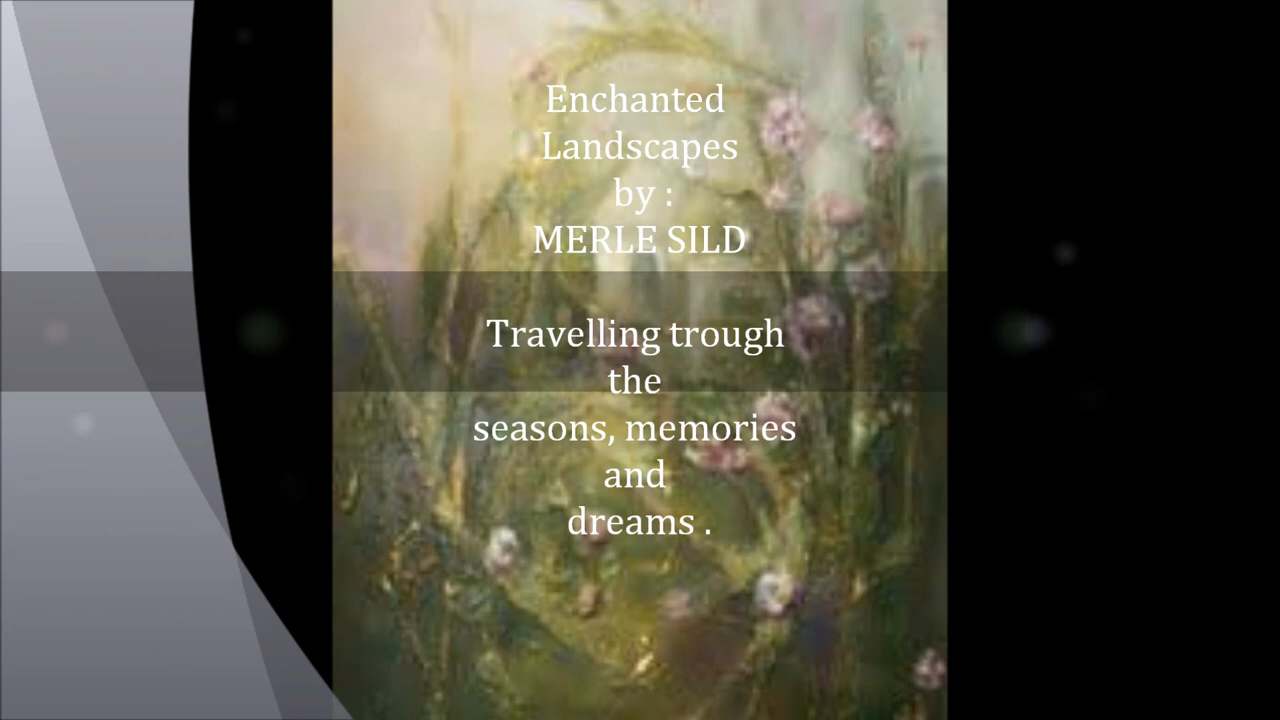 Enchanted
Landscapes
by :
MERLE SILD
Travelling trough
the
seasons, memories
and
dreams .